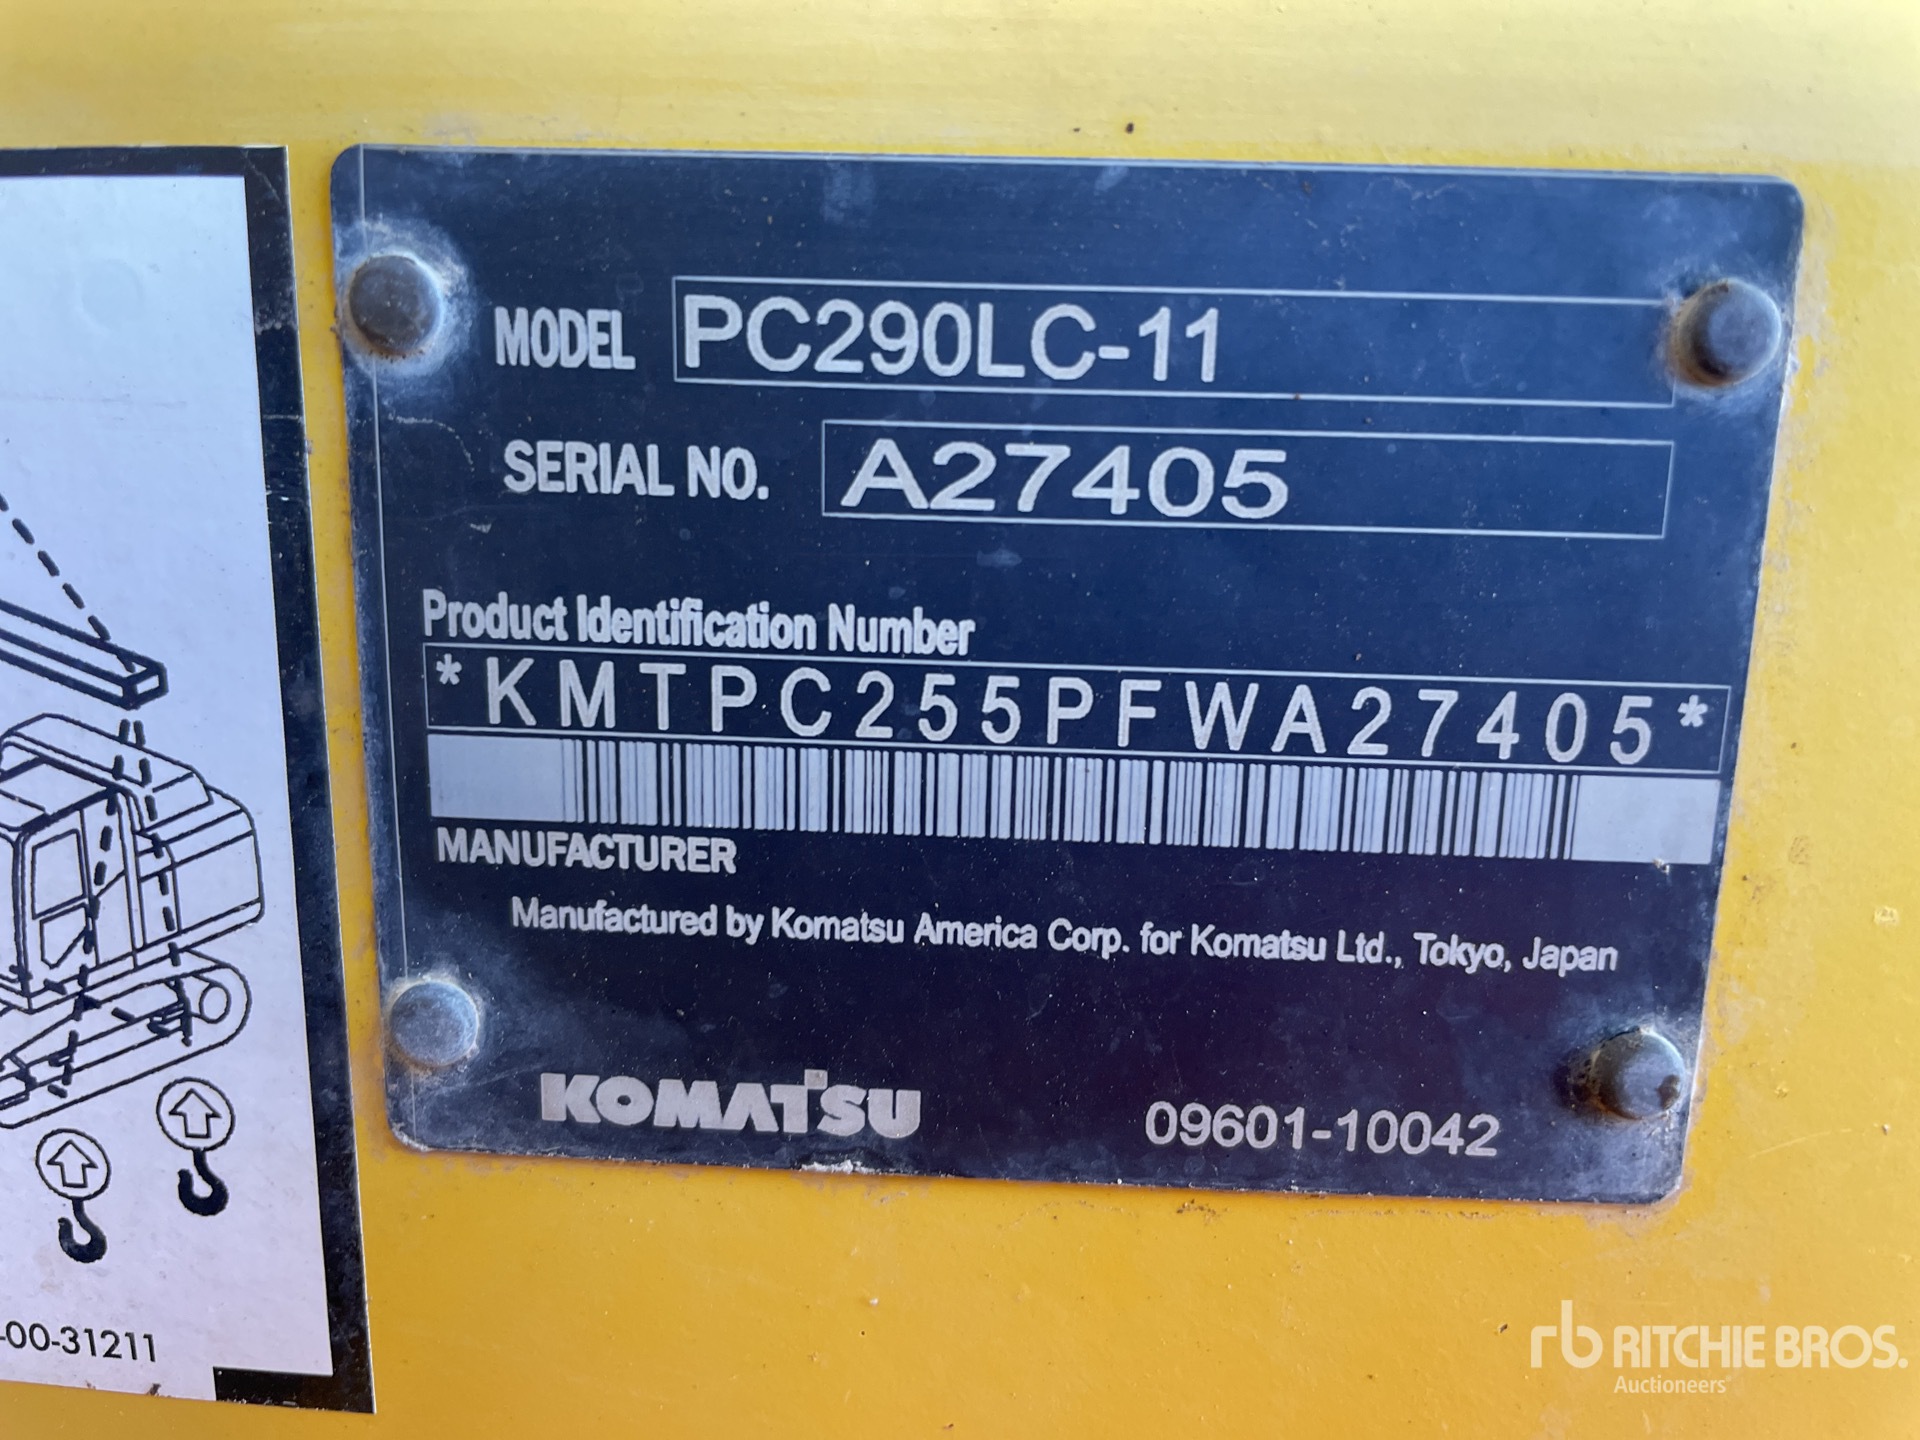 MODEL PC290LC-11
SERIAL NO. A27405
Product Identification Number
*KMTPC255PFWA27405*
MANUFACTURER
Manufactured by Komatsu America Corp. for Komatsu Ltd., Tokyo, Japan
KOMATSU 09601-10042
-00-31211
rb RITCHIE BROS.
Auctioneers